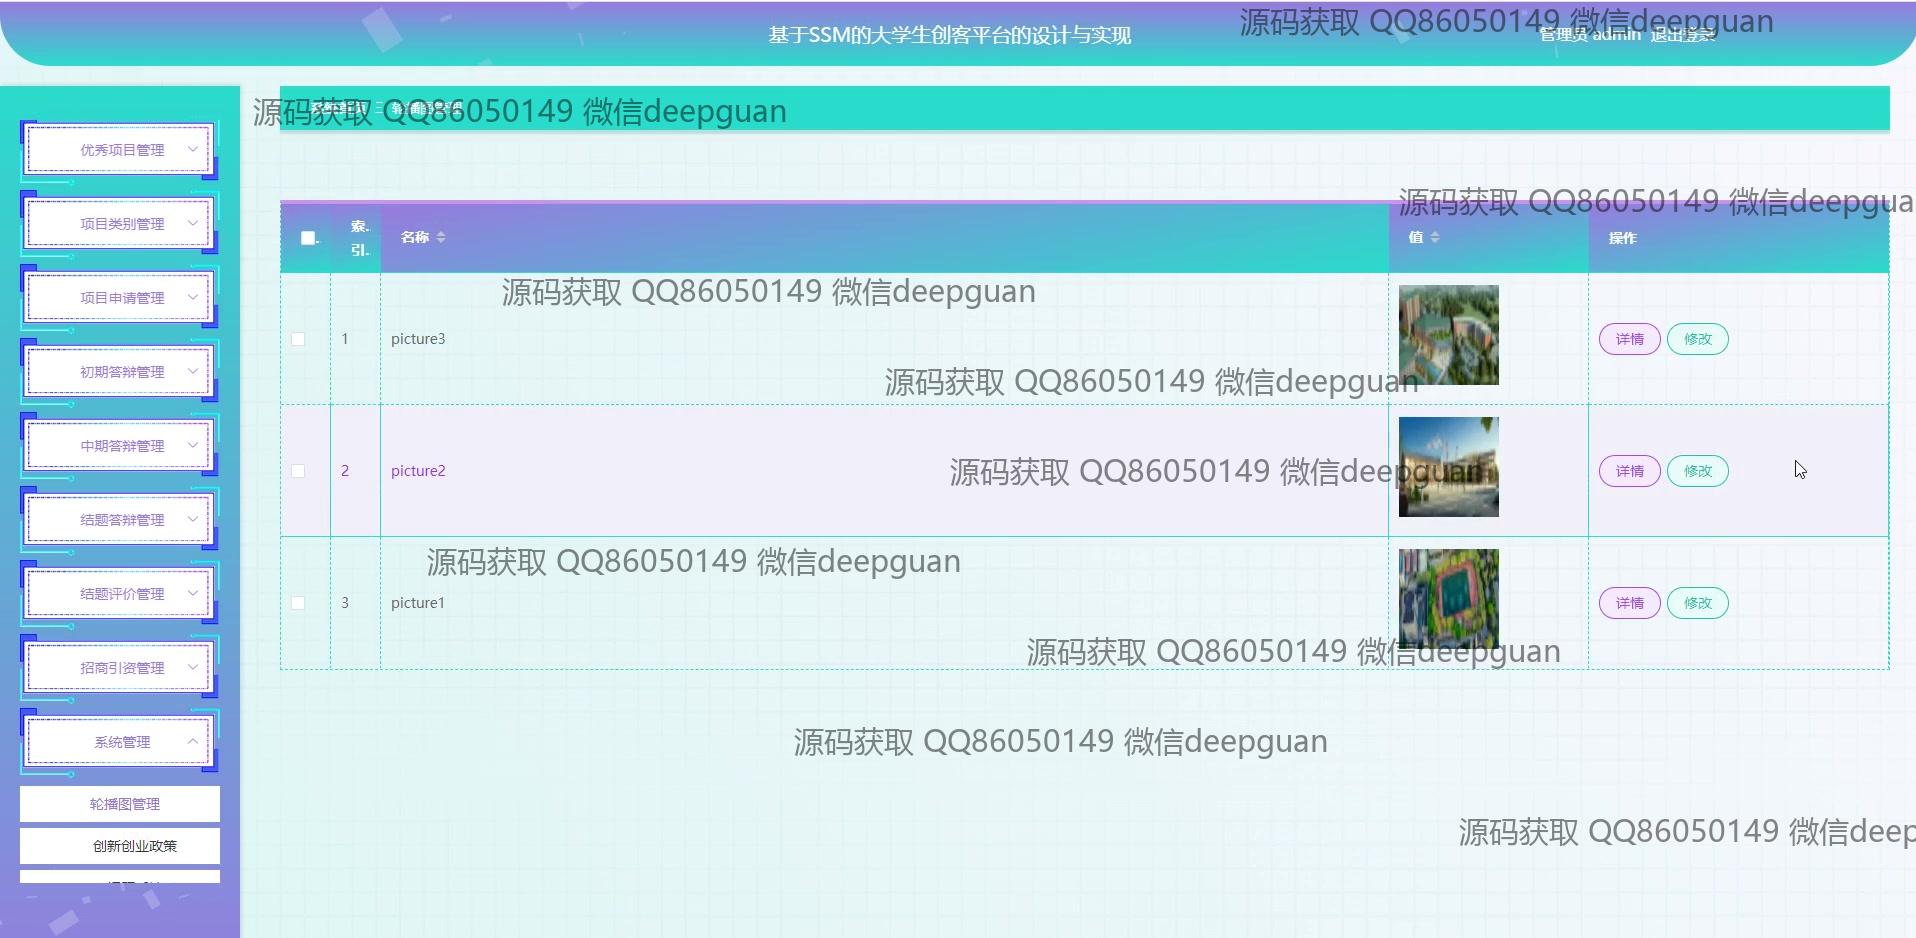 基于SSM的大学生创客平台的设计与实现
源码获取 QQ86050149 微信deepguan
管理员 admin 退出登录
源码获取 QQ86050149 微信deepguan
轮播图管理
优秀项目管理
源码获取 QQ86050149 微信deepgua
项目类别管理
索.
引.
名称
值
操作
源码获取 QQ86050149 微信deepguan
项目申请管理
1
picture3
详情
修改
初期答辩管理
源码获取 QQ86050149 微信deepguan
中期答辩管理
2
picture2
源码获取 QQ86050149 微信deepguan
详情
修改
结题答辩管理
源码获取 QQ86050149 微信deepguan
结题评价管理
3
picture1
详情
修改
源码获取 QQ86050149 微信deepguan
招商引资管理
系统管理
源码获取 QQ86050149 微信deepguan
轮播图管理
源码获取 QQ86050149 微信deep
创新创业政策